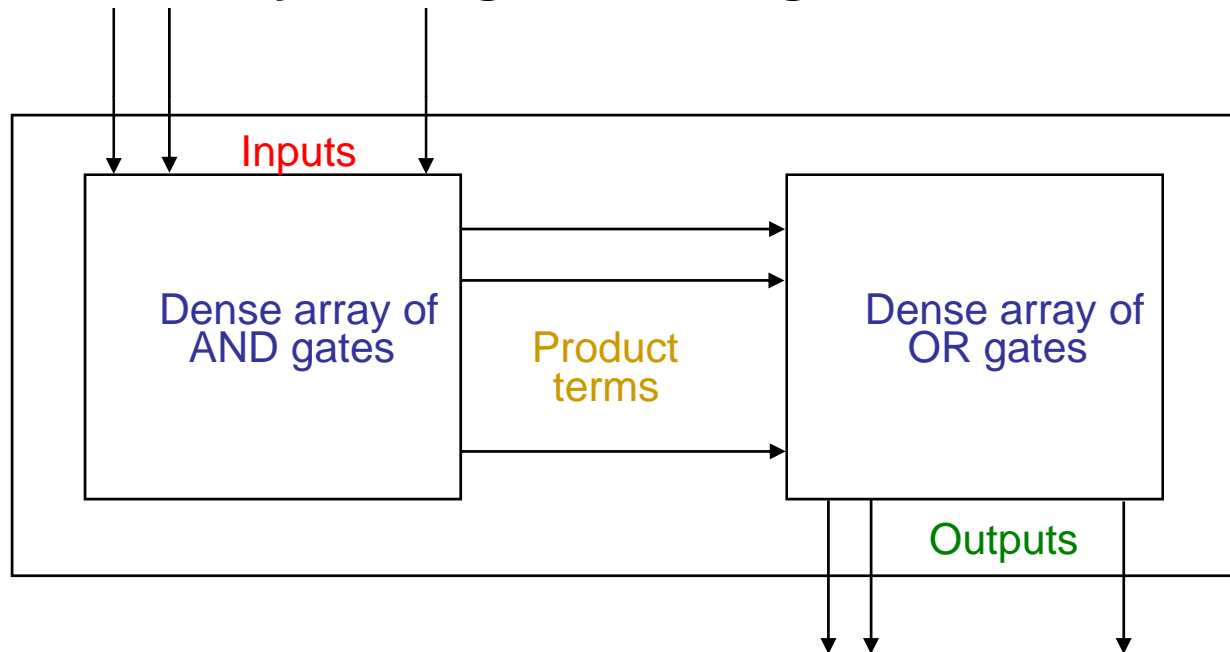 Inputs
Dense array of
AND gates
Product
terms
Dense array of
OR gates
Outputs